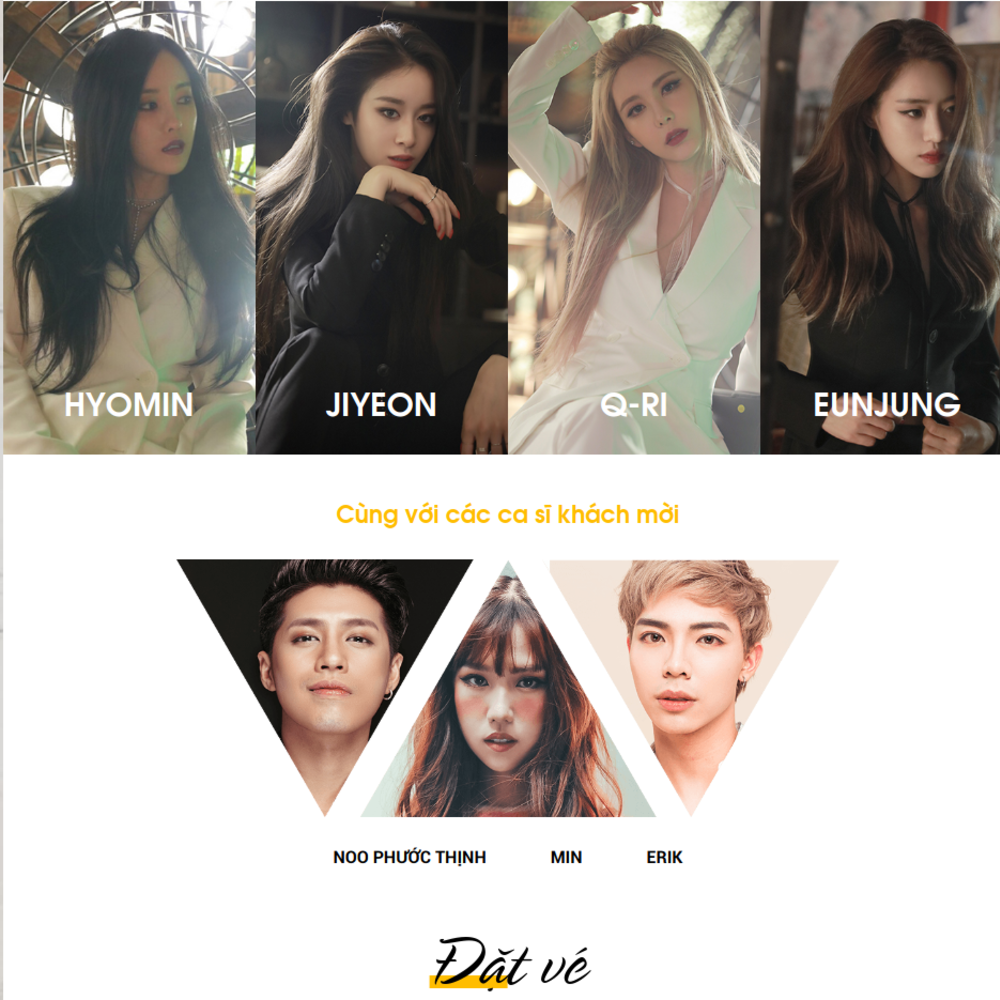 HYOMIN JIYEON Q-RI EUNJUNG
Cùng với các ca sĩ khách mời
NOO PHƯỚC THỊNH MIN ERIK
Đặt vé